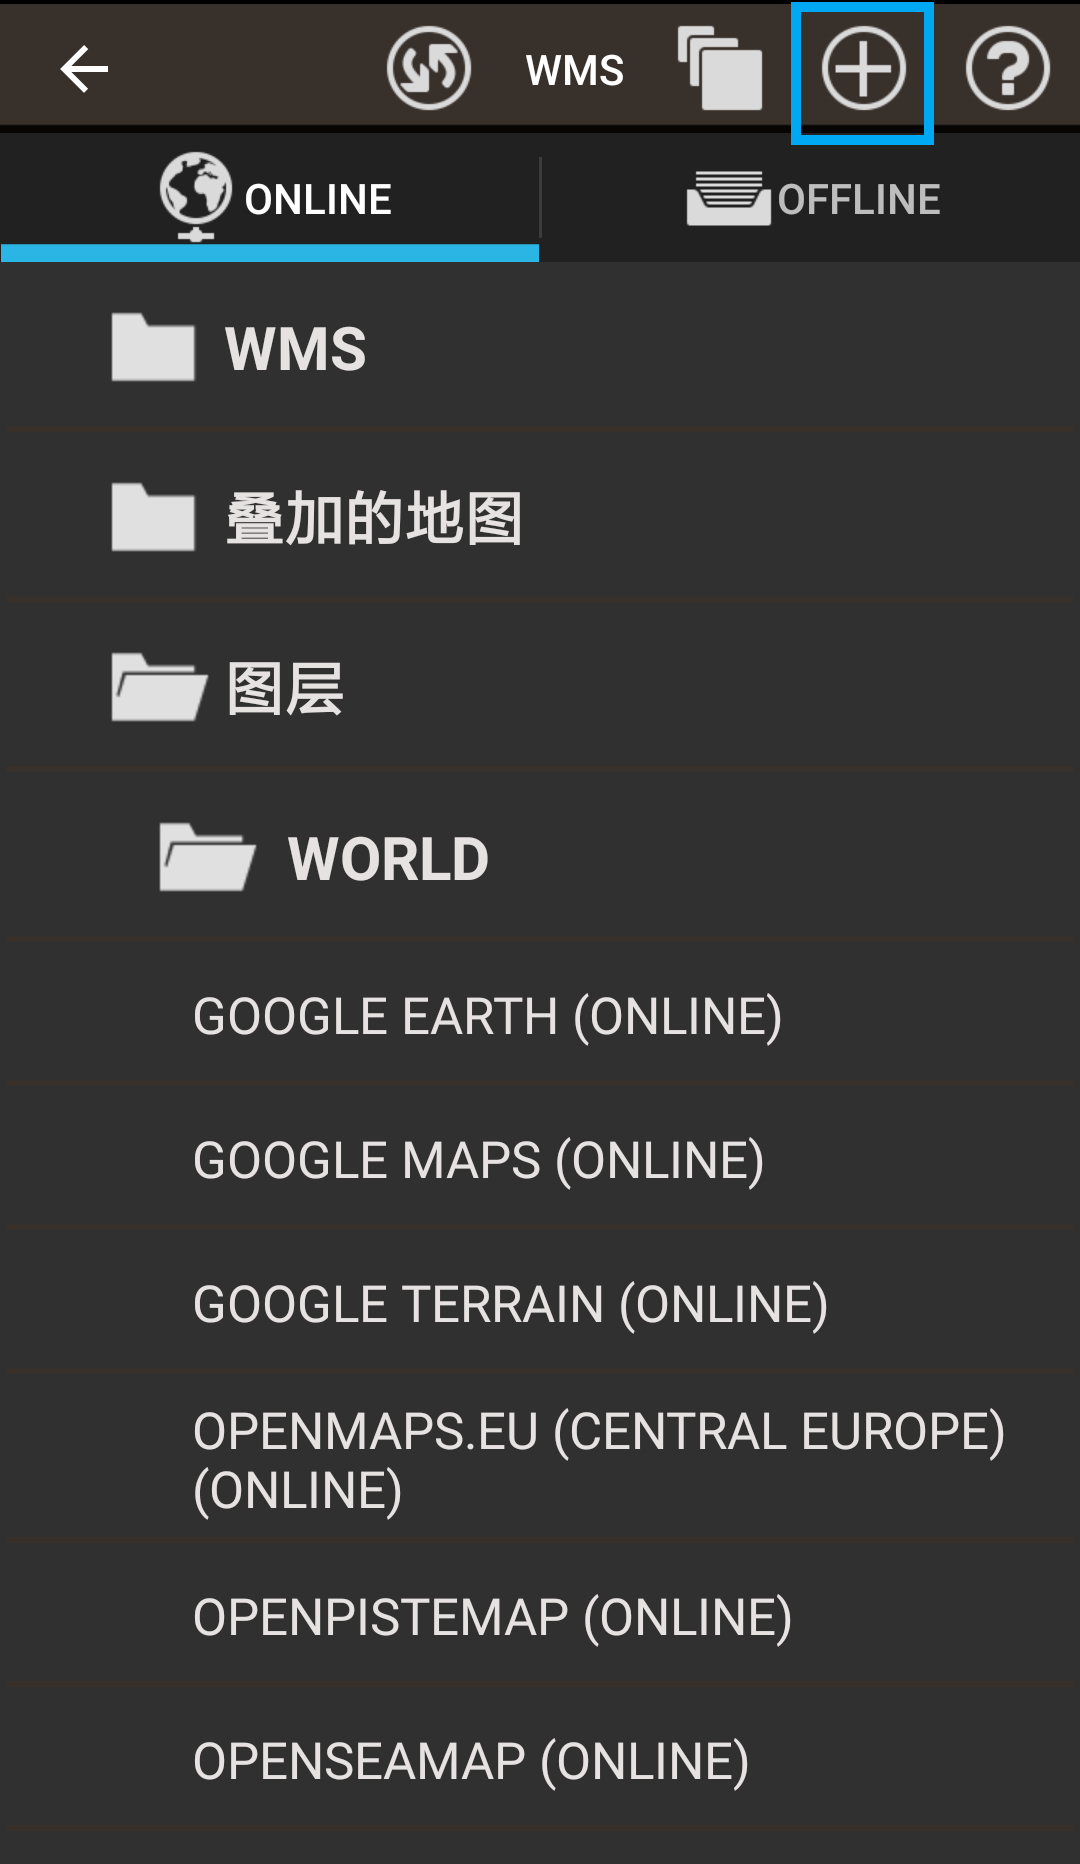 WMS
ONLINE
OFFLINE
WMS
叠加的地图
图层
WORLD
GOOGLE EARTH (ONLINE)
GOOGLE MAPS (ONLINE)
GOOGLE TERRAIN (ONLINE)
OPENMAPS.EU (CENTRAL EUROPE)
(ONLINE)
OPENPISTEMAP (ONLINE)
OPENSEAMAP (ONLINE)